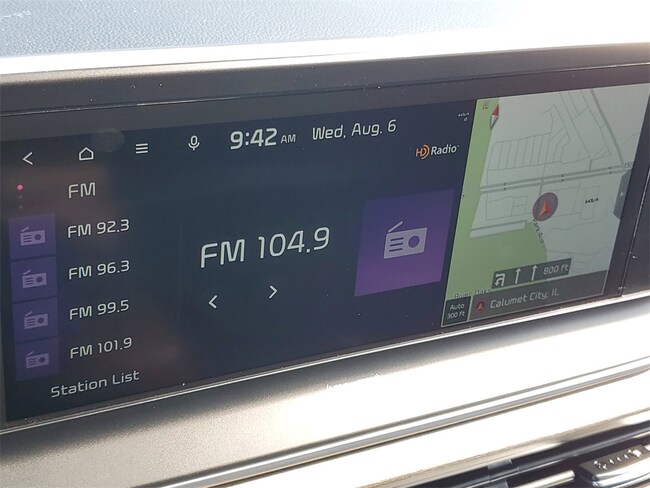 9:42 AM Wed, Aug. 6
HD Radio
FM
FM 92.3
FM 96.3
FM 99.5
FM 101.9
Station List
FM 104.9
KIA
800 Ft
Auto
300 Ft
Calumet City, IL